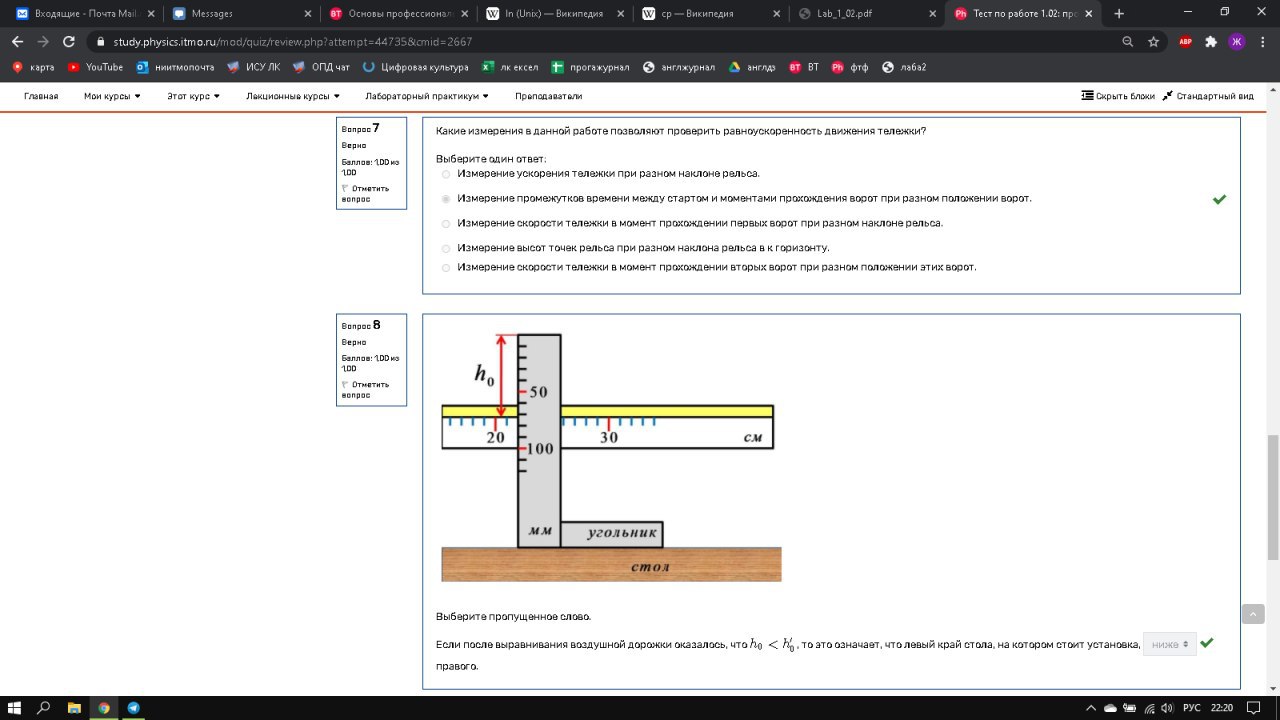 Входящие - Почта Mail
Messages
Основы профессионал
ln (Unix) — Википедия
cp — Википедия
Lab_1_02.pdf
Тест по работе 1.02: пр
study.physics.itmo.ru/mod/quiz/review.php?attempt=44735&cmid=2667
карта
YouTube
ниитмопочта
ИСУ ЛК
ОПД чат
Цифровая культура
лк ексел
прогажурнал
англжурнал
англдз
ВТ
фтф
лаба2
Главная
Мои курсы
Этот курс
Лекционные курсы
Лабораторный практикум
Преподаватели
Скрыть блоки
Стандартный вид
Вопрос 7
Верно
Баллов: 1,00 из
1,00
Отметить
вопрос
Какие измерения в данной работе позволяют проверить равноускоренность движения тележки?
Выберите один ответ:
Измерение ускорения тележки при разном наклоне рельса.
Измерение промежутков времени между стартом и моментами прохождения ворот при разном положении ворот.
Измерение скорости тележки в момент прохождении первых ворот при разном наклоне рельса.
Измерение высот точек рельса при разном наклона рельса в к горизонту.
Измерение скорости тележки в момент прохождении вторых ворот при разном положении этих ворот.
Вопрос 8
Верно
Баллов: 1,00 из
1,00
Отметить
вопрос
h₀
50
20
30
см
100
мм
угольник
стол
Выберите пропущенное слово.
Если после выравнивания воздушной дорожки оказалось, что h₀ < h₀′, то это означает, что левый край стола, на котором стоит установка, ниже
правого.
РУС
22:20